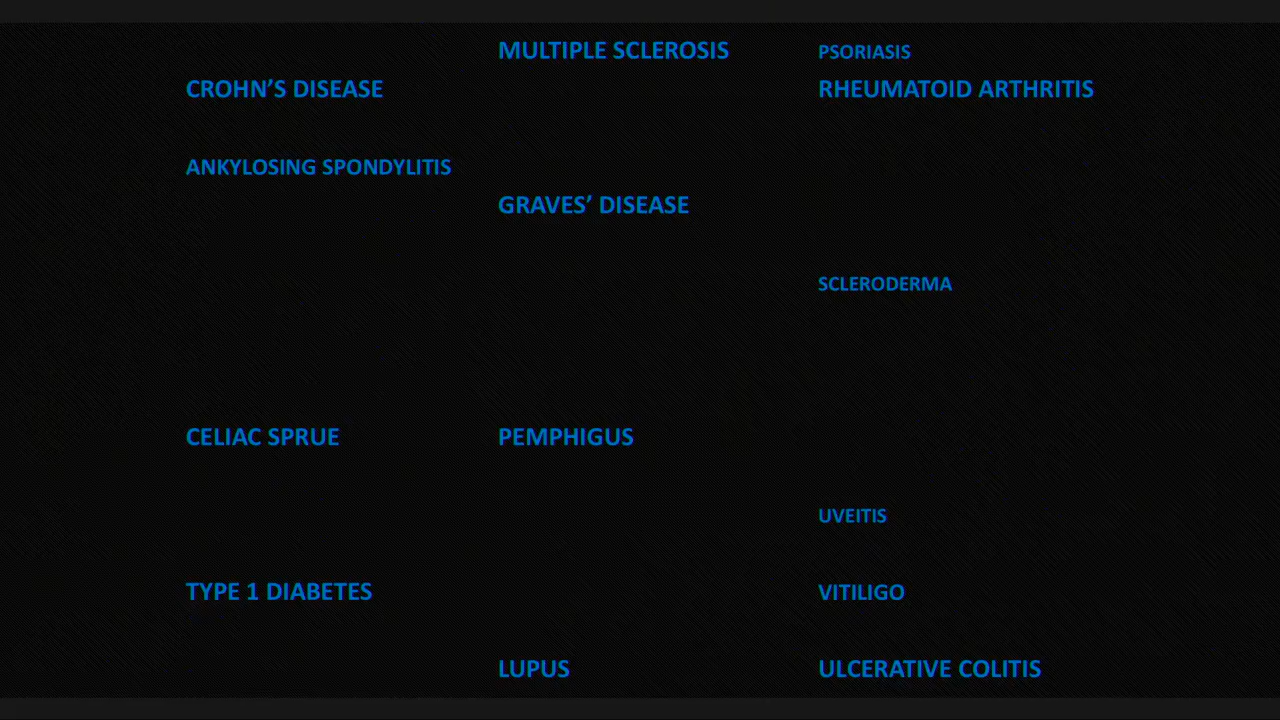 MULTIPLE SCLEROSIS
PSORIASIS
CROHN’S DISEASE
RHEUMATOID ARTHRITIS
ANKYLOSING SPONDYLITIS
GRAVES’ DISEASE
SCLERODERMA
CELIAC SPRUE
PEMPHIGUS
UVEITIS
TYPE 1 DIABETES
VITILIGO
LUPUS
ULCERATIVE COLITIS